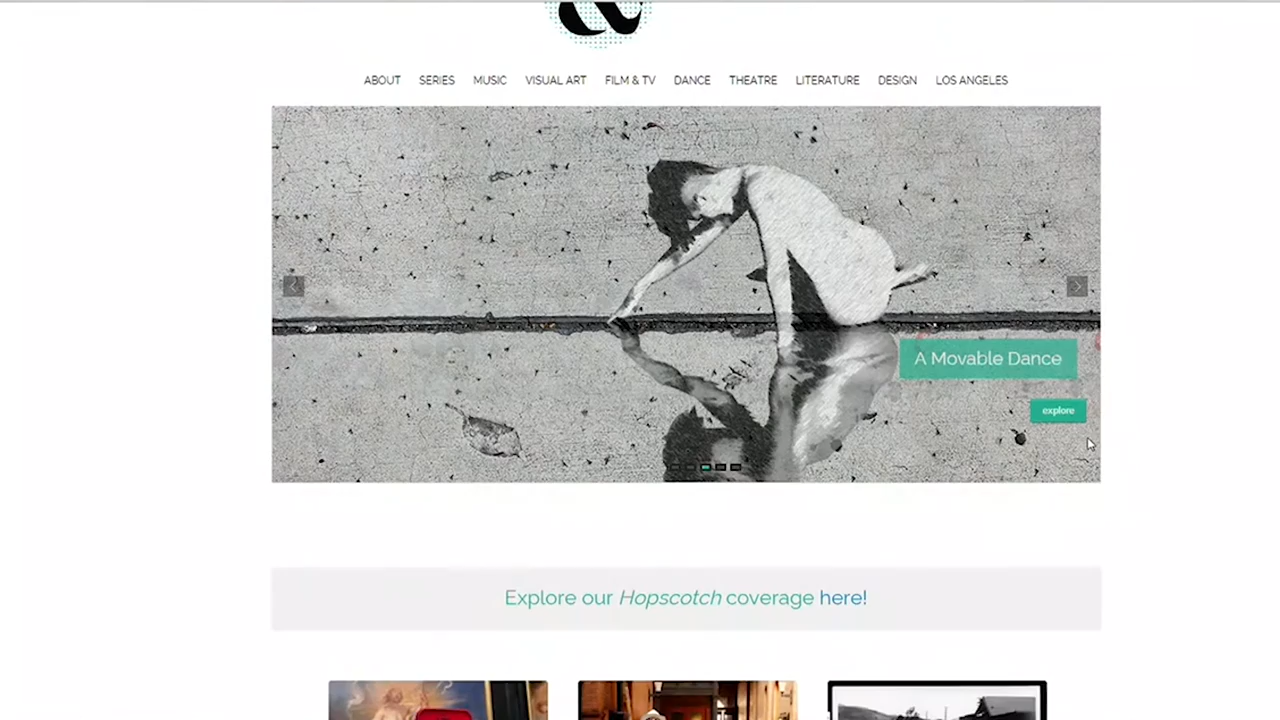 &
ABOUT SERIES MUSIC VISUAL ART FILM & TV DANCE THEATRE LITERATURE DESIGN LOS ANGELES
A Movable Dance
explore
Explore our Hopscotch coverage here!